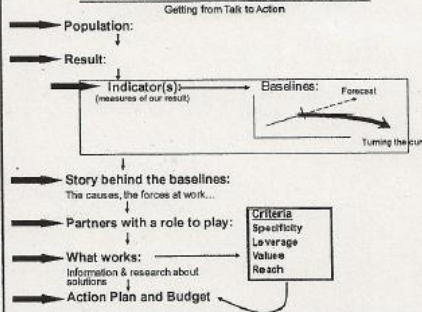 Getting from Talk to Action
Population:
Result:
Indicator(s):
(measures of our result)
Baselines:
Forecast
Turning the cur
Story behind the baselines:
The causes, the forces at work...
Partners with a role to play:
What works:
Information & research about
solutions
Criteria
Specificity
Leverage
Values
Reach
Action Plan and Budget